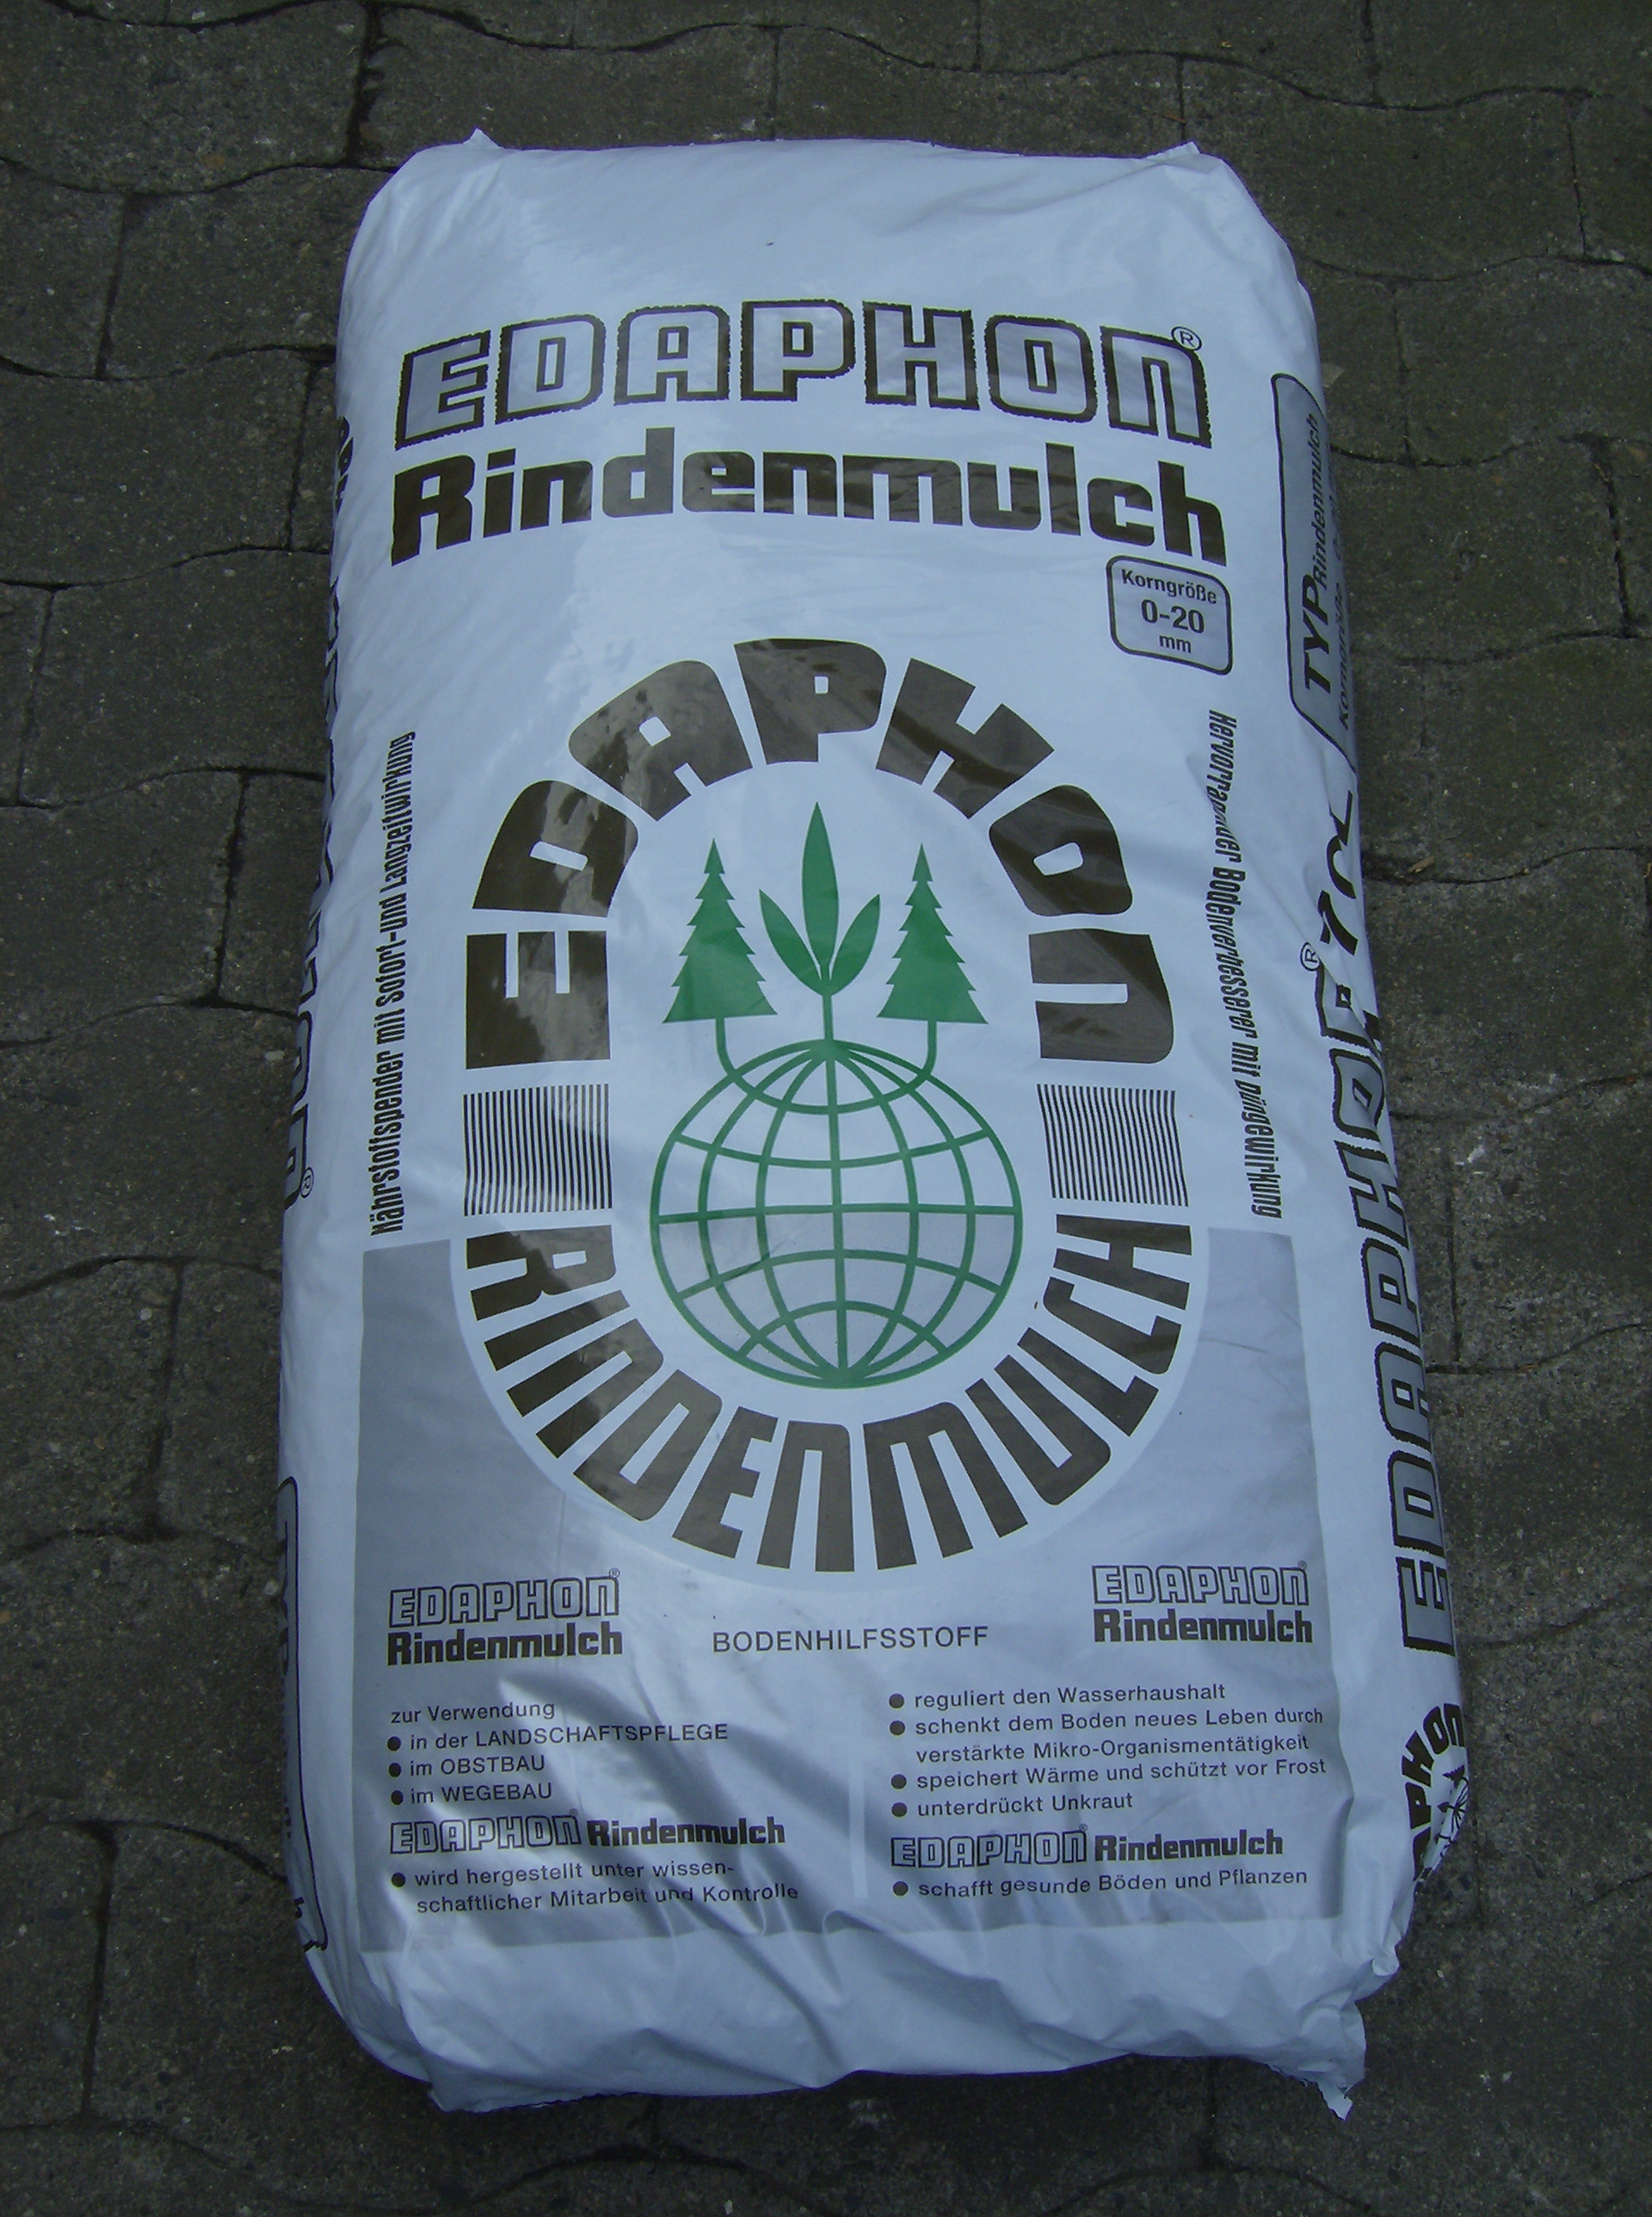 EDAPHON®
Rindenmulch
Korngröße
0-20
mm
EDAPHON
RINDENMULCH
Nährstoffspender mit Sofort-und Langzeitwirkung
Hervorragender Bodenverbesserer mit Düngewirkung
EDAPHON®
Rindenmulch
BODENHILFSSTOFF
EDAPHON®
Rindenmulch
zur Verwendung
● in der LANDSCHAFTSPFLEGE
● im OBSTBAU
● im WEGEBAU
EDAPHON® Rindenmulch
● wird hergestellt unter wissen-
schaftlicher Mitarbeit und Kontrolle
● reguliert den Wasserhaushalt
● schenkt dem Boden neues Leben durch
verstärkte Mikro-Organismentätigkeit
● speichert Wärme und schützt vor Frost
● unterdrückt Unkraut
EDAPHON® Rindenmulch
● schafft gesunde Böden und Pflanzen
TYP Rindenmulch
Korngröße
EDAPHON®